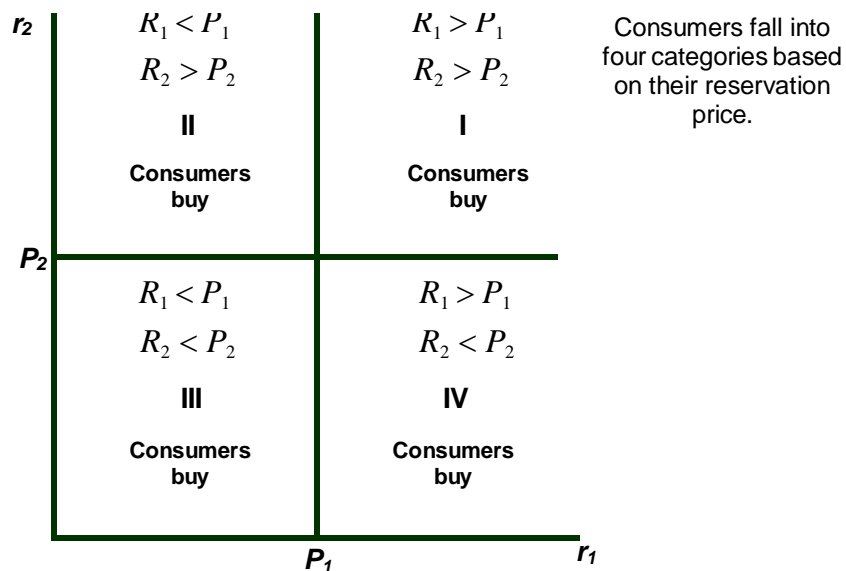 r₂
R₁ < P₁
R₂ > P₂
II
Consumers
buy
R₁ > P₁
R₂ > P₂
I
Consumers
buy
Consumers fall into
four categories based
on their reservation
price.
P₂
R₁ < P₁
R₂ < P₂
III
Consumers
buy
R₁ > P₁
R₂ < P₂
IV
Consumers
buy
P₁
r₁